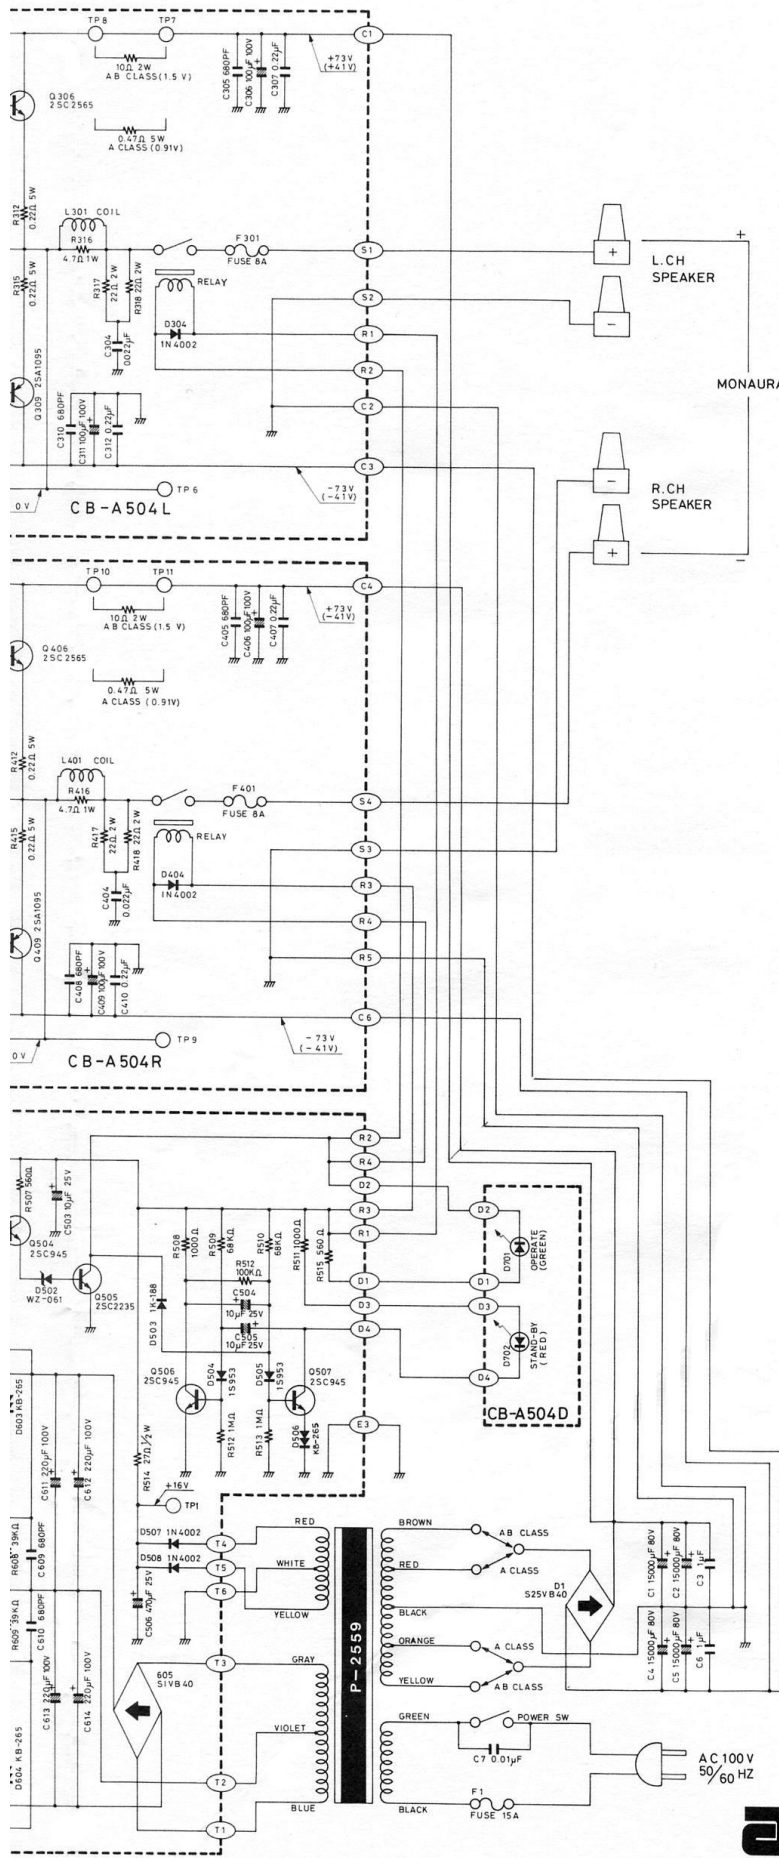 TP8 TP7
C1
10Ω 2W
AB CLASS (1.5 V)
C305 680PF
C306 100µF 100V
C307 0.22µF
+73V
(+41V)
Q306
2SC2565
0.47Ω 5W
A CLASS (0.91V)
R312
0.22Ω 5W
L301 COIL
R316
4.7Ω 1W
F301
FUSE 8A
S1
+
L.CH
SPEAKER
+
R315
0.22Ω 5W
R317
22Ω 2W
R318 22Ω 2W
RELAY
S2
−
D304
1N4002
R1
C304
0.022µF
R2
MONAURA
Q309 2SA1095
C310 680PF
C311 100µF 100V
C312 0.22µF
C2
C3
−73V
(−41V)
−
R.CH
SPEAKER
0V
TP6
CB-A504L
+
−
TP10 TP11
C4
10Ω 2W
AB CLASS (1.5 V)
C405 680PF
C406 100µF 100V
C407 0.22µF
+73V
(−41V)
Q406
2SC2565
0.47Ω 5W
A CLASS (0.91V)
R412
0.22Ω 5W
L401 COIL
R416
4.7Ω 1W
F401
FUSE 8A
S4
R415
0.22Ω 5W
R417
22Ω 2W
R418 22Ω 2W
RELAY
S3
D404
1N4002
R3
C404
0.022µF
R4
Q409 2SA1095
C408 680PF
C409 100µF 100V
C410 0.22µF
R5
C6
−73V
(−41V)
0V
TP9
CB-A504R
R2
R4
D2
R507 560Ω
C503 10µF 25V
R3
D2
Q504
2SC945
R508
1000Ω
R509
68KΩ
R510
68KΩ
R511 1000Ω
R515 560Ω
R1
D701
OPERATE
(GREEN)
D502
WZ-061
Q505
2SC2235
R512
100KΩ
D1
D1
D503 1K-188
C504
10µF 25V
D3
D3
C505
10µF 25V
D4
D702
STAND-BY
(RED)
Q506
2SC945
D504
1S953
D505
1S953
Q507
2SC945
D4
CB-A504D
D603 KB-265
R512 1MΩ
R513 1MΩ
D506
KB-265
E3
C611 220µF 100V
C612 220µF 100V
R514 27Ω 1/2W
+16V
TP1
R608 39KΩ
C609 680PF
D507 1N4002
D508 1N4002
T4
T5
T6
RED
WHITE
YELLOW
BROWN
AB CLASS
RED
A CLASS
BLACK
D1
S25VB40
C1 15000µF 80V
C2 15000µF 80V
C3 1µF
C506 470µF 25V
R609 39KΩ
C610 680PF
P-2559
ORANGE
A CLASS
YELLOW
AB CLASS
C4 15000µF 80V
C5 15000µF 80V
C6 1µF
C613 220µF 100V
C614 220µF 100V
605
S1VB40
T3
GRAY
VIOLET
GREEN
POWER SW
C7 0.01µF
AC 100V
50/60 HZ
D604 KB-265
T2
T1
BLUE
BLACK
F1
FUSE 15A